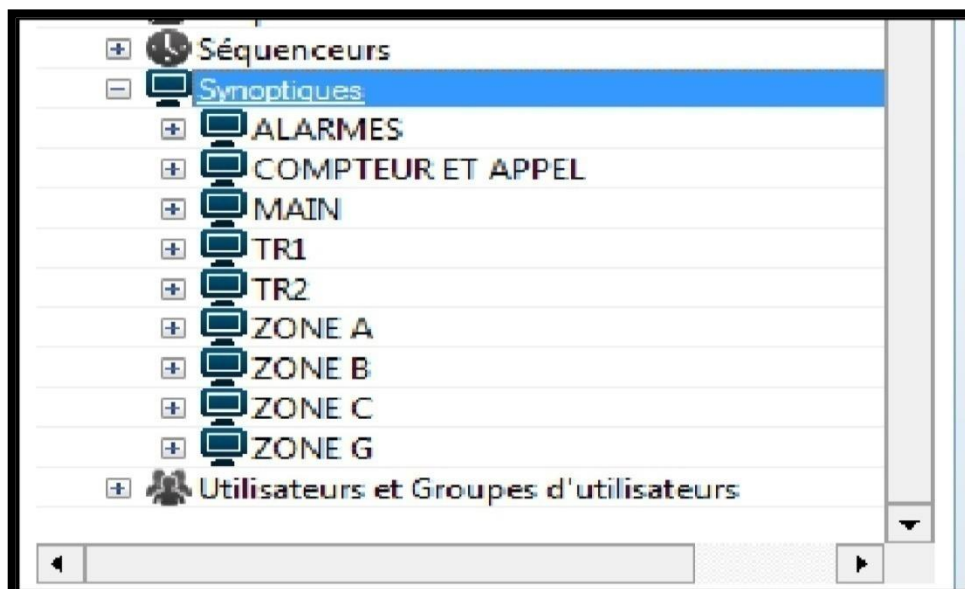 Séquenceurs
Synoptiques
ALARMES
COMPTEUR ET APPEL
MAIN
TR1
TR2
ZONE A
ZONE B
ZONE C
ZONE G
Utilisateurs et Groupes d'utilisateurs